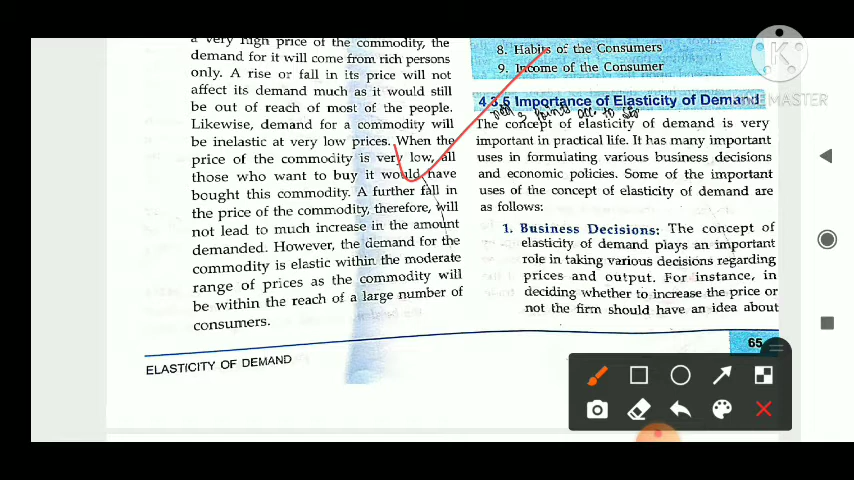 a very high price of the commodity, the
demand for it will come from rich persons
only. A rise or fall in its price will not
affect its demand much as it would still
be out of reach of most of the people.
Likewise, demand for a commodity will
be inelastic at very low prices. When the
price of the commodity is very low, all
those who want to buy it would have
bought this commodity. A further fall in
the price of the commodity, therefore, will
not lead to much increase in the amount
demanded. However, the demand for the
commodity is elastic within the moderate
range of prices as the commodity will
be within the reach of a large number of
consumers.
ELASTICITY OF DEMAND
8. Habits of the Consumers
9. Income of the Consumer
4.3.5 Importance of Elasticity of Demand
3 points acc. to
The concept of elasticity of demand is very
important in practical life. It has many important
uses in formulating various business decisions
and economic policies. Some of the important
uses of the concept of elasticity of demand are
as follows:
1. Business Decisions: The concept of
elasticity of demand plays an important
role in taking various decisions regarding
prices and output. For instance, in
deciding whether to increase the price or
not the firm should have an idea about
65
K
MASTER